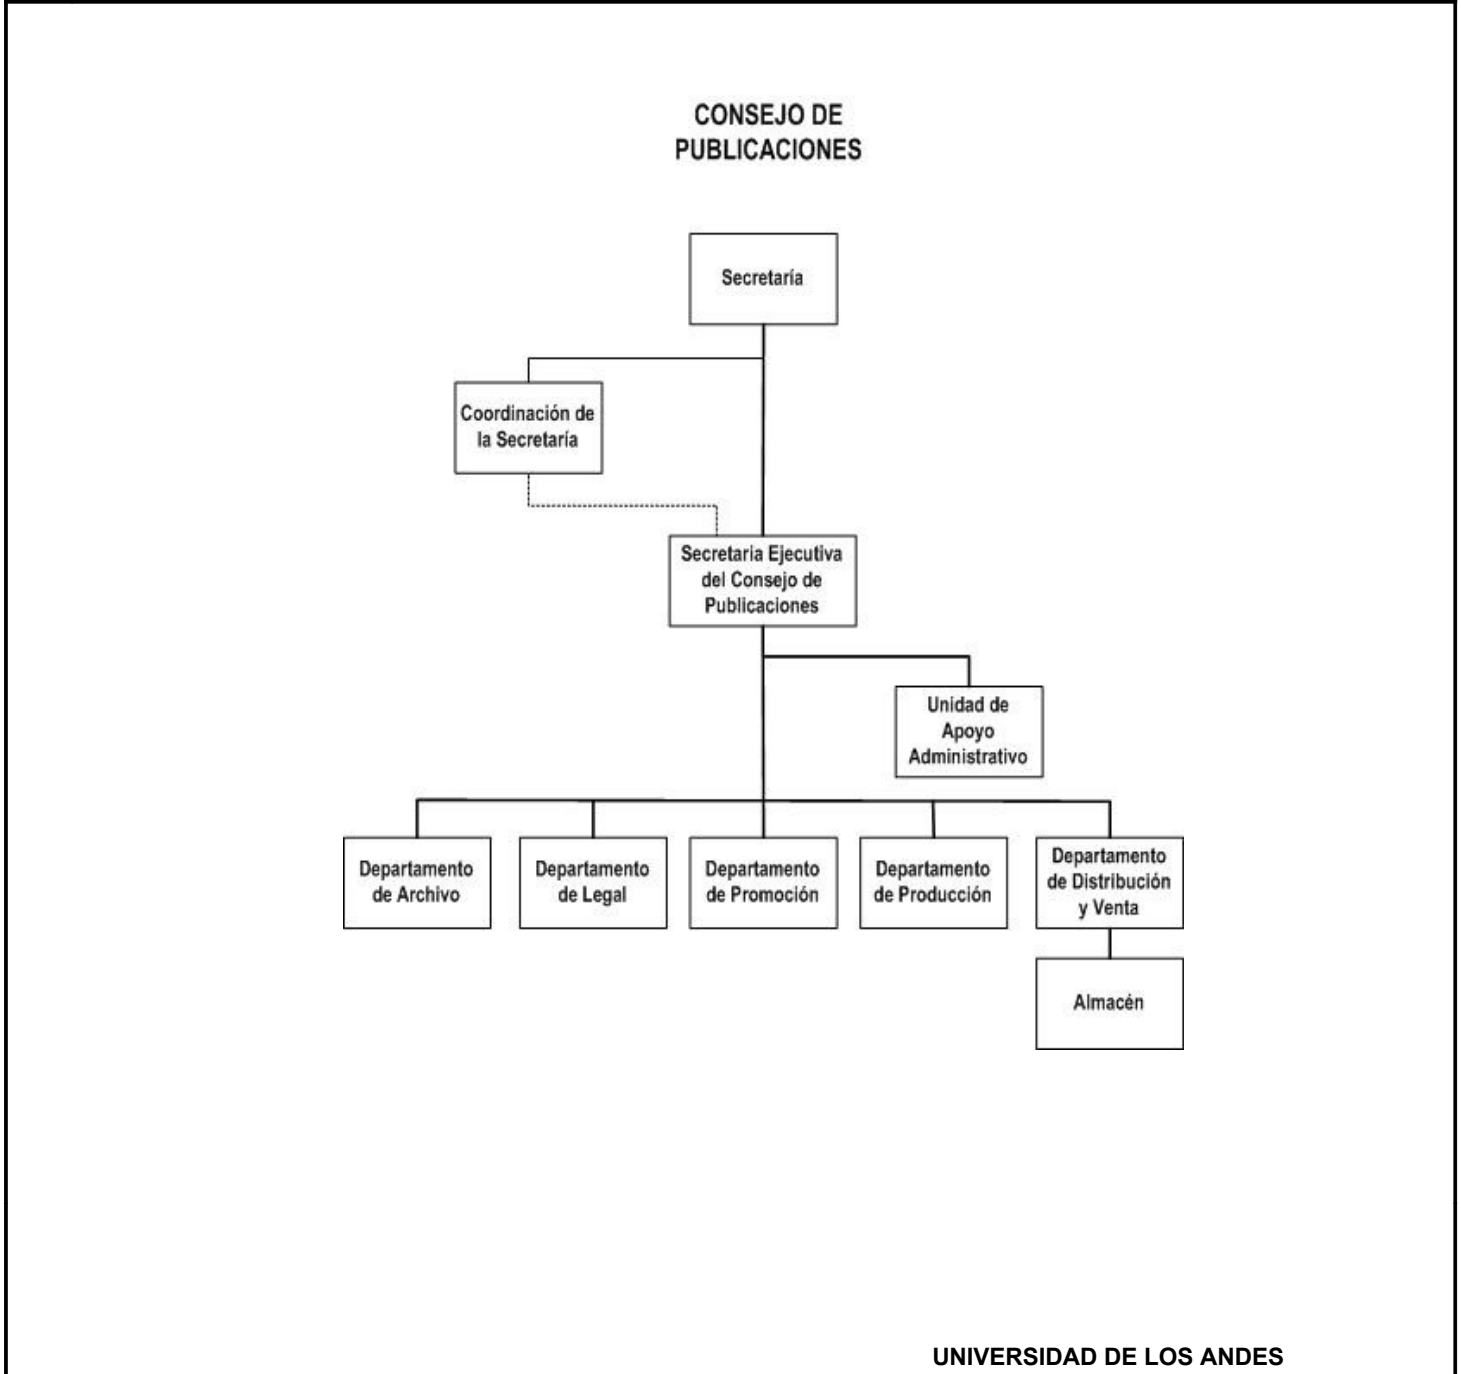 CONSEJO DE
PUBLICACIONES
Secretaría
Coordinación de
la Secretaría
Secretaria Ejecutiva
del Consejo de
Publicaciones
Unidad de
Apoyo
Administrativo
Departamento
de Archivo
Departamento
de Legal
Departamento
de Promoción
Departamento
de Producción
Departamento
de Distribución
y Venta
Almacén
UNIVERSIDAD DE LOS ANDES